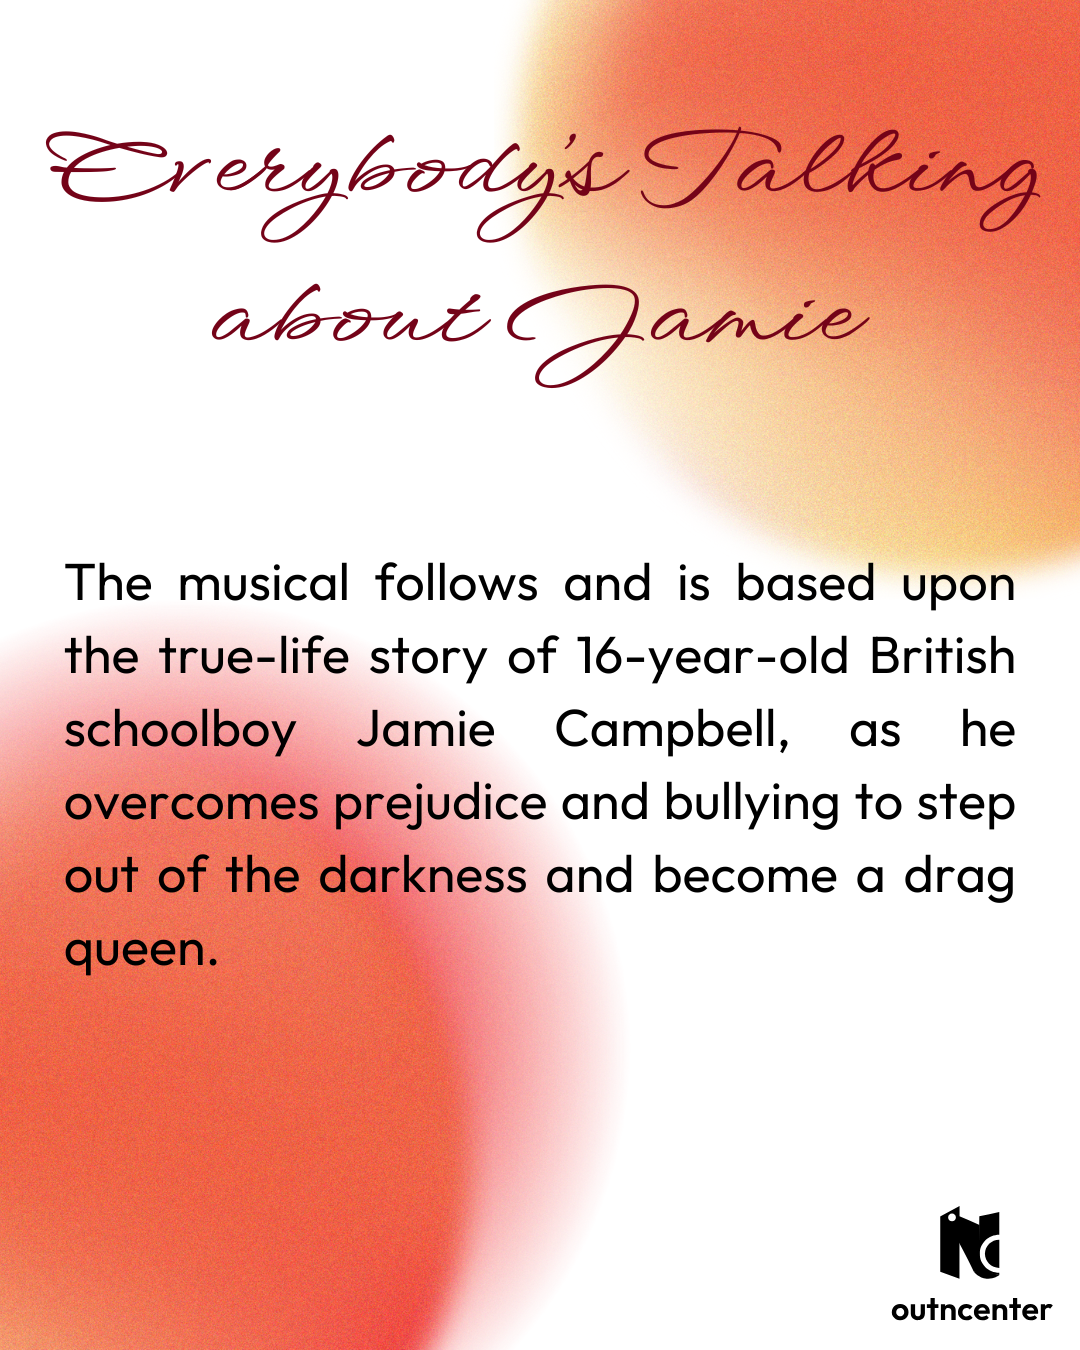 Everybody's Talking
about Jamie
The musical follows and is based upon
the true-life story of 16-year-old British
schoolboy Jamie Campbell, as he
overcomes prejudice and bullying to step
out of the darkness and become a drag
queen.
outncenter